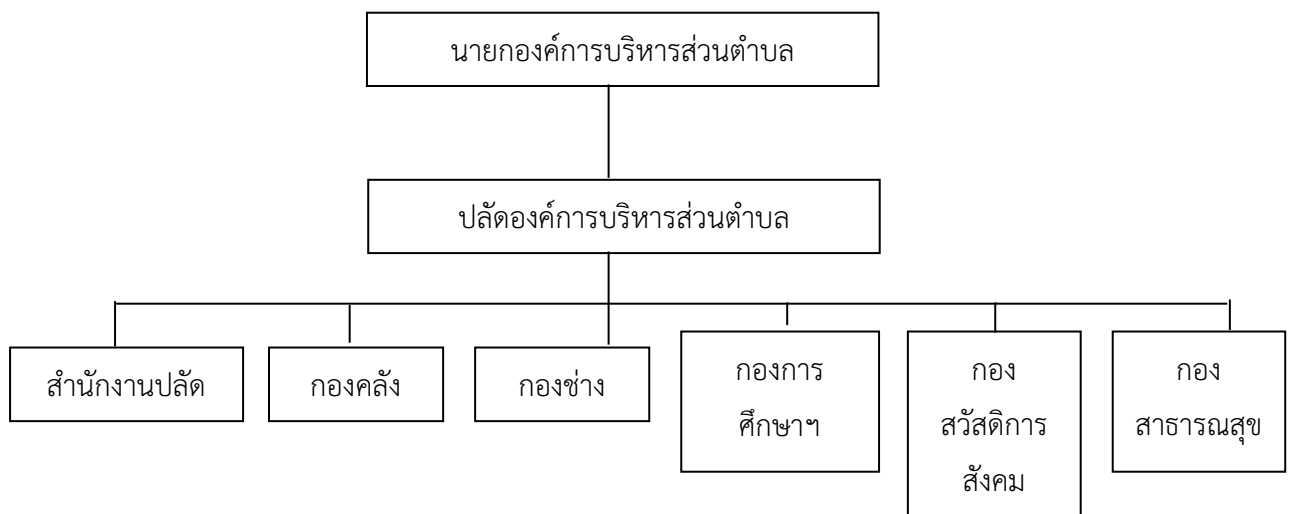 นายกองค์การบริหารส่วนตำบล
ปลัดองค์การบริหารส่วนตำบล
สำนักงานปลัด
กองคลัง
กองช่าง
กองการ
ศึกษาฯ
กอง
สวัสดิการ
สังคม
กอง
สาธารณสุข